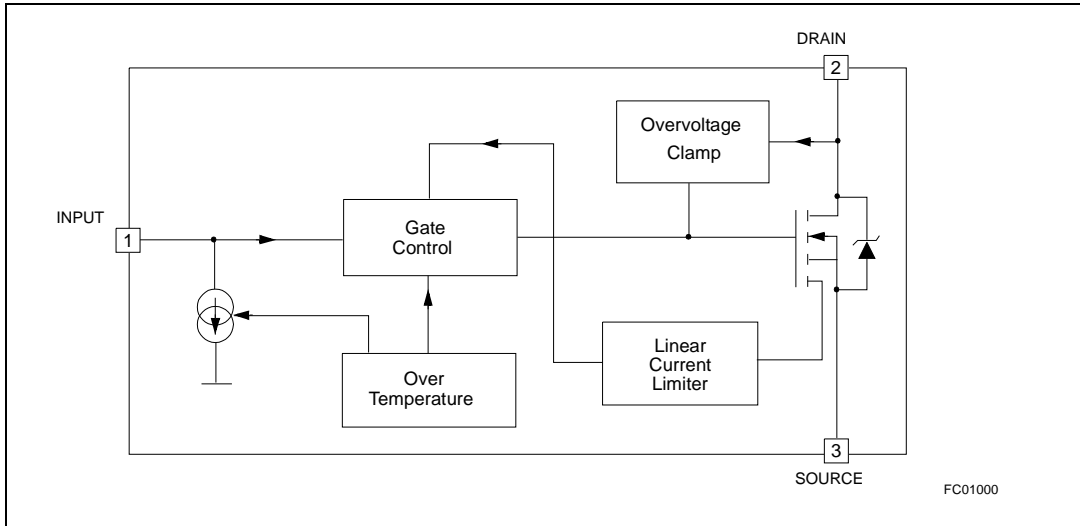 DRAIN
2
Overvoltage
Clamp
INPUT
1
Gate
Control
Linear
Current
Limiter
Over
Temperature
3
SOURCE
FC01000